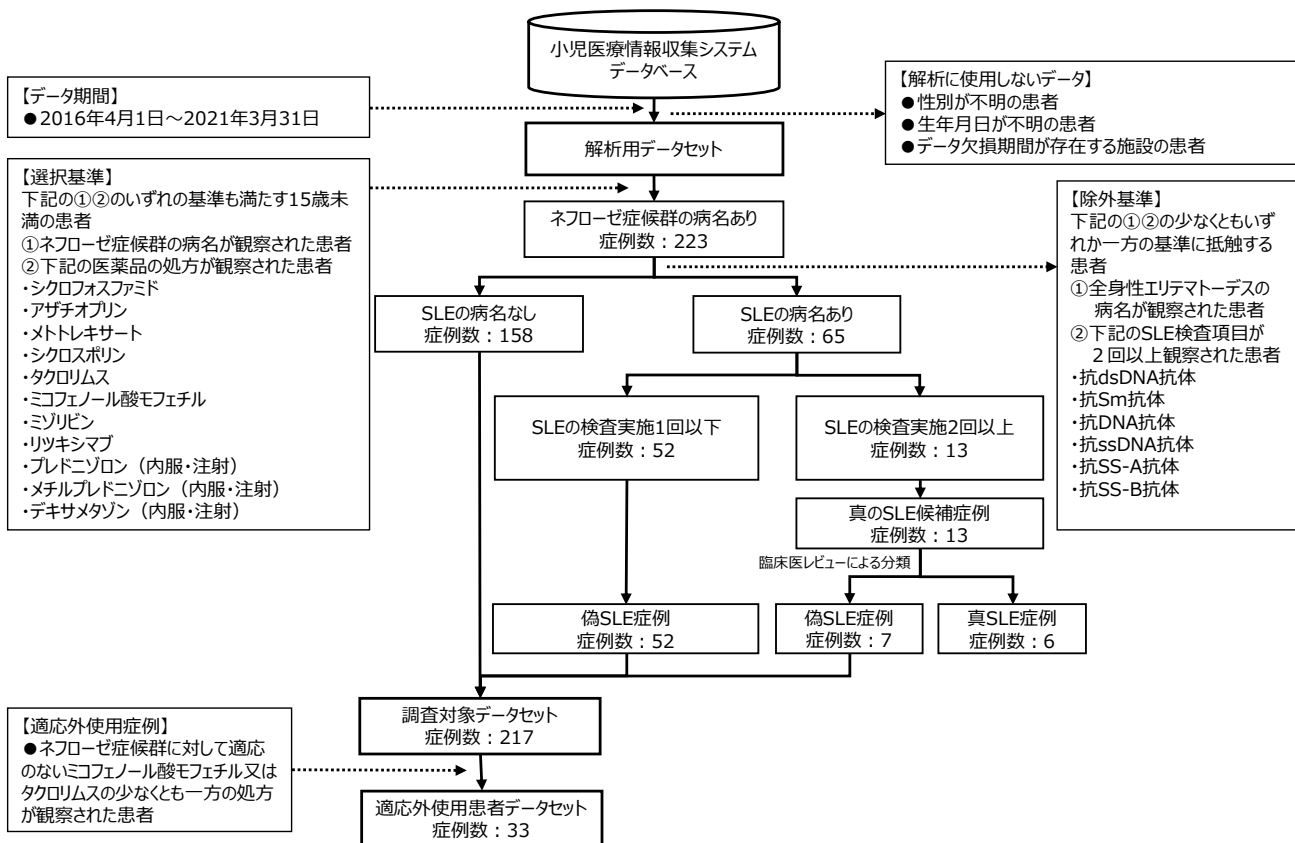 小児医療情報収集システム
データベース
【データ期間】
●2016年4月1日～2021年3月31日
【解析に使用しないデータ】
●性別が不明の患者
●生年月日が不明の患者
●データ欠損期間が存在する施設の患者
解析用データセット
【選択基準】
下記の①②のいずれの基準も満たす15歳未
満の患者
①ネフローゼ症候群の病名が観察された患者
②下記の医薬品の処方が観察された患者
・シクロフォスファミド
・アザチオプリン
・メトトレキサート
・シクロスポリン
・タクロリムス
・ミコフェノール酸モフェチル
・ミゾリビン
・リツキシマブ
・プレドニゾロン（内服・注射）
・メチルプレドニゾロン（内服・注射）
・デキサメタゾン（内服・注射）
ネフローゼ症候群の病名あり
症例数：223
【除外基準】
下記の①②の少なくともいず
れか一方の基準に抵触する
患者
①全身性エリテマトーデスの
病名が観察された患者
②下記のSLE検査項目が
２回以上観察された患者
・抗dsDNA抗体
・抗Sm抗体
・抗DNA抗体
・抗ssDNA抗体
・抗SS-A抗体
・抗SS-B抗体
SLEの病名なし
症例数：158
SLEの病名あり
症例数：65
SLEの検査実施1回以下
症例数：52
SLEの検査実施2回以上
症例数：13
真のSLE候補症例
症例数：13
臨床医レビューによる分類
偽SLE症例
症例数：52
偽SLE症例
症例数：7
真SLE症例
症例数：6
調査対象データセット
症例数：217
【適応外使用症例】
●ネフローゼ症候群に対して適応
のないミコフェノール酸モフェチル又は
タクロリムスの少なくとも一方の処方
が観察された患者
適応外使用患者データセット
症例数：33